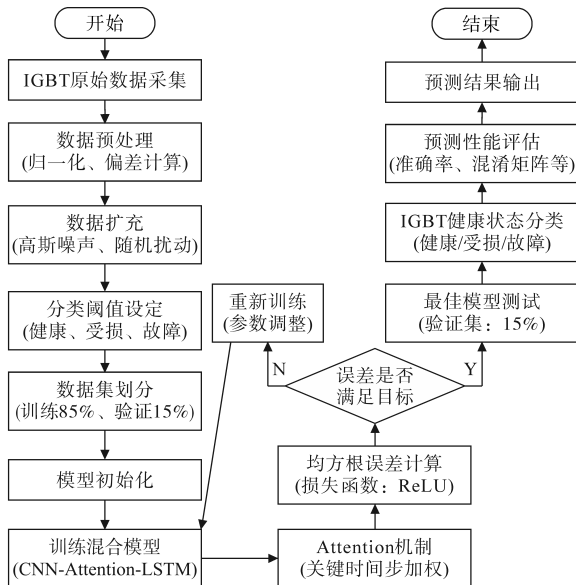 开始
IGBT原始数据采集
数据预处理
(归一化、偏差计算)
数据扩充
(高斯噪声、随机扰动)
分类阈值设定
(健康、受损、故障)
数据集划分
(训练85%、验证15%)
模型初始化
训练混合模型
(CNN-Attention-LSTM)
Attention机制
(关键时间步加权)
均方根误差计算
(损失函数：ReLU)
误差是否
满足目标
N
Y
重新训练
(参数调整)
最佳模型测试
(验证集：15%)
IGBT健康状态分类
(健康/受损/故障)
预测性能评估
(准确率、混淆矩阵等)
预测结果输出
结束